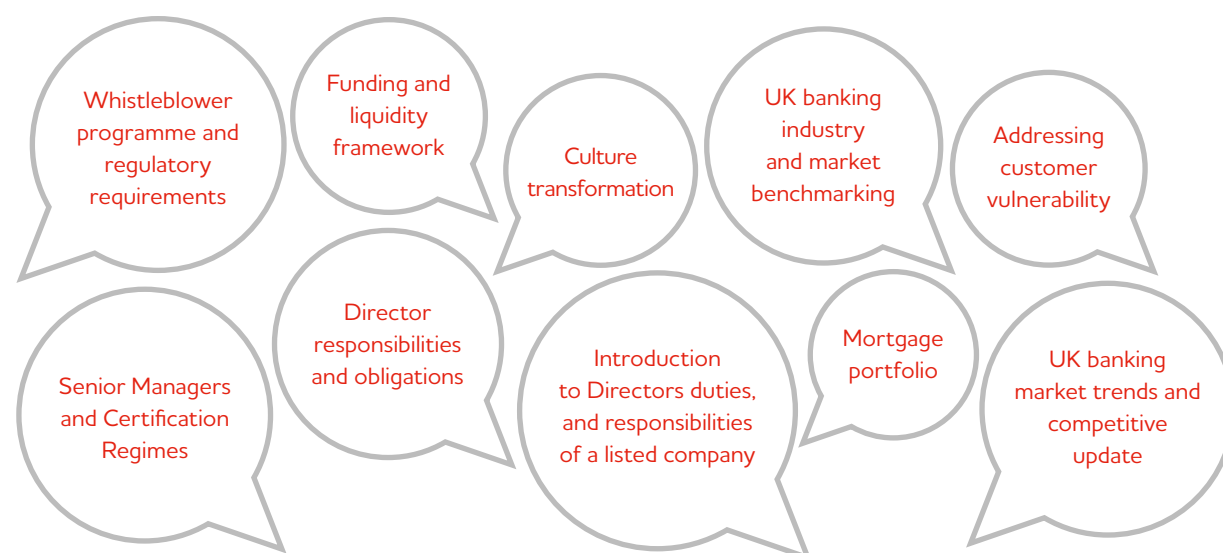 Whistleblower
programme and
regulatory
requirements
Funding and
liquidity
framework
Culture
transformation
UK banking
industry
and market
benchmarking
Addressing
customer
vulnerability
Senior Managers
and Certification
Regimes
Director
responsibilities
and obligations
Introduction
to Directors duties,
and responsibilities
of a listed company
Mortgage
portfolio
UK banking
market trends and
competitive
update